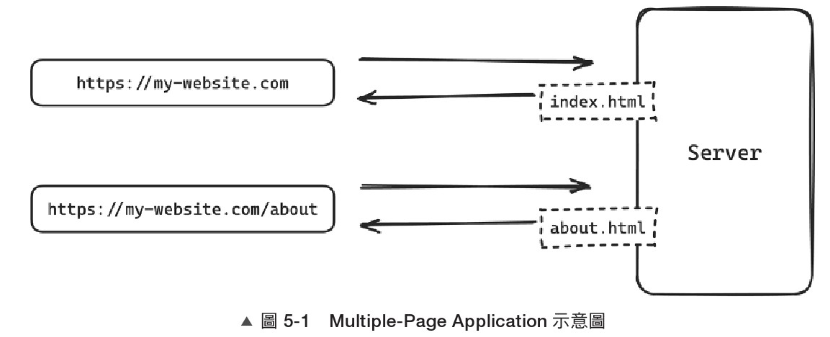 https://my-website.com
index.html
Server
https://my-website.com/about
about.html
▲ 圖 5-1 Multiple-Page Application 示意圖